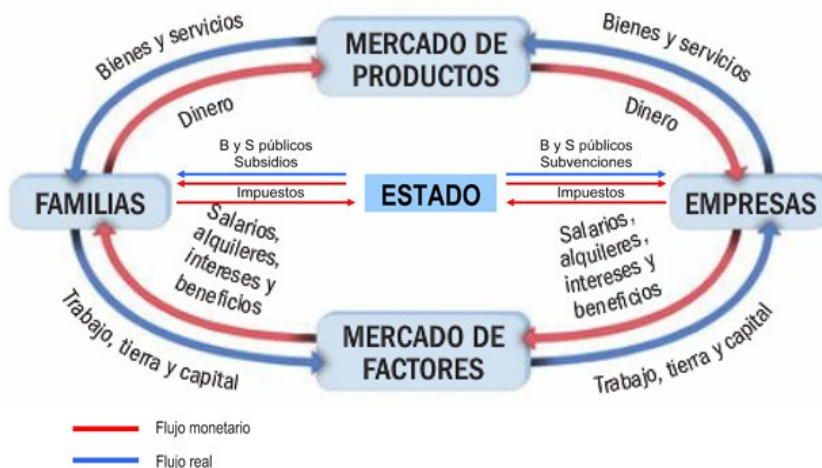 Bienes y servicios
MERCADO DE
PRODUCTOS
Bienes y servicios
Dinero
Dinero
B y S públicos
Subsidios
B y S públicos
Subvenciones
FAMILIAS
Impuestos
ESTADO
Impuestos
EMPRESAS
Salarios,
alquileres,
intereses y
beneficios
Salarios,
alquileres,
intereses y
beneficios
Trabajo, tierra y capital
MERCADO DE
FACTORES
Trabajo, tierra y capital
Flujo monetario
Flujo real